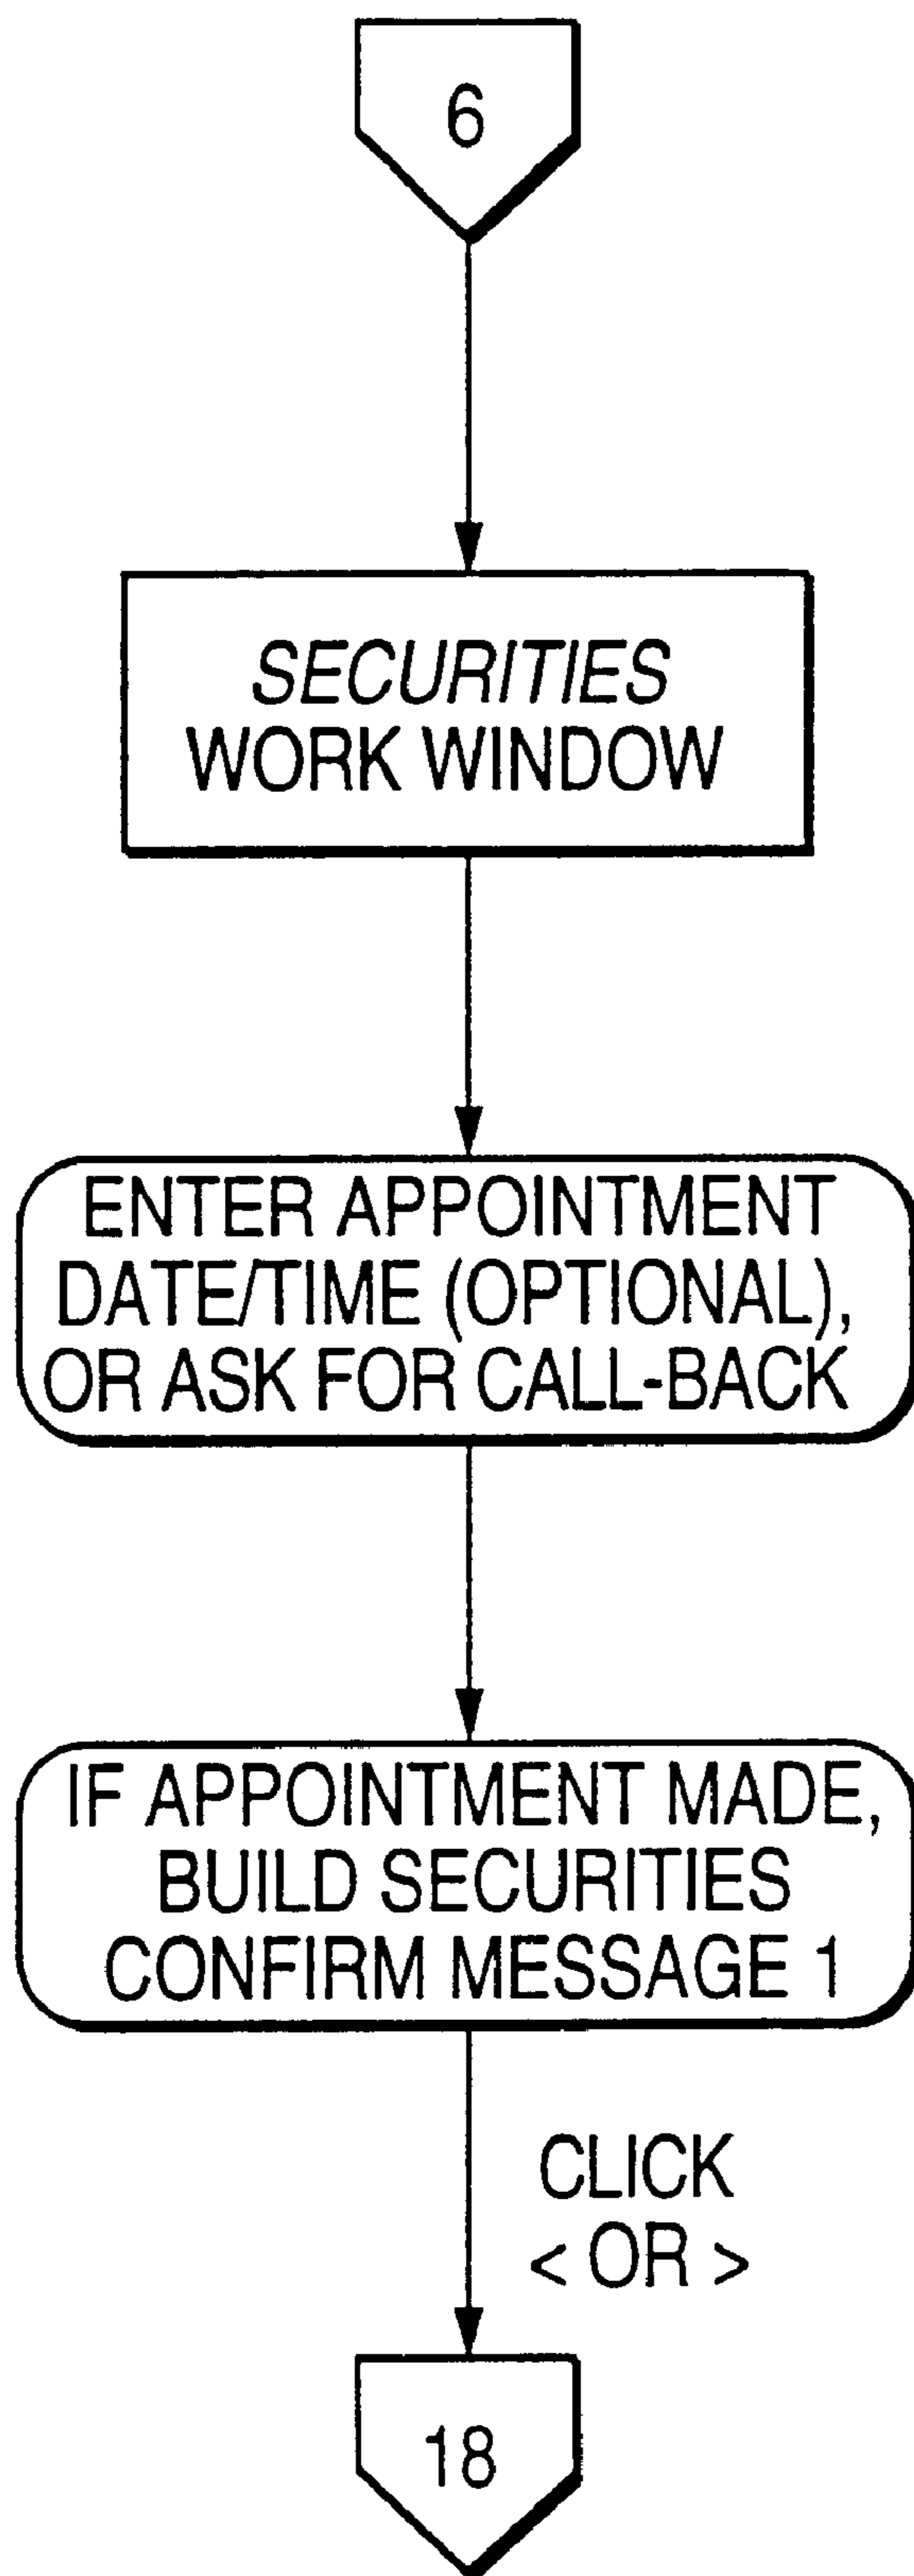 6
SECURITIES
WORK WINDOW
ENTER APPOINTMENT
DATE/TIME (OPTIONAL),
OR ASK FOR CALL-BACK
IF APPOINTMENT MADE,
BUILD SECURITIES
CONFIRM MESSAGE 1
CLICK
< OR >
18